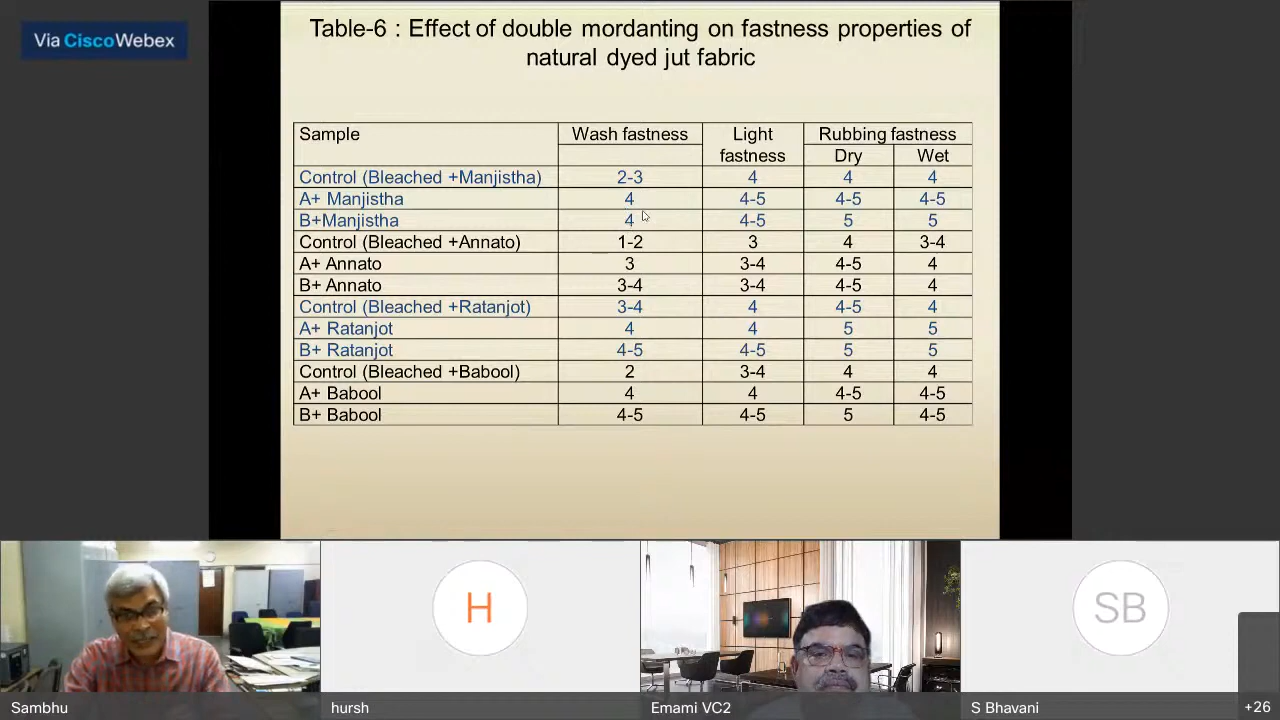 Via Cisco Webex
Table-6 : Effect of double mordanting on fastness properties of
natural dyed jut fabric
Sample Wash fastness Light fastness Rubbing fastness
Dry Wet
Control (Bleached +Manjistha) 2-3 4 4 4
A+ Manjistha 4 4-5 4-5 4-5
B+Manjistha 4 4-5 5 5
Control (Bleached +Annato) 1-2 3 4 3-4
A+ Annato 3 3-4 4-5 4
B+ Annato 3-4 3-4 4-5 4
Control (Bleached +Ratanjot) 3-4 4 4-5 4
A+ Ratanjot 4 4 5 5
B+ Ratanjot 4-5 4-5 5 5
Control (Bleached +Babool) 2 3-4 4 4
A+ Babool 4 4 4-5 4-5
B+ Babool 4-5 4-5 5 4-5
H
SB
Sambhu
hursh
Emami VC2
S Bhavani
+26